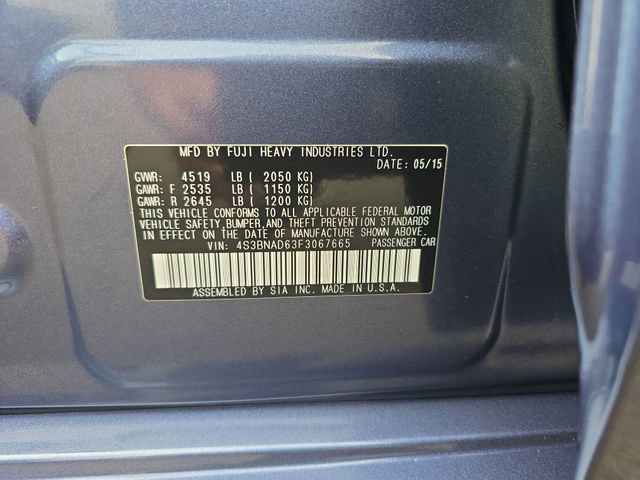 MFD BY FUJI HEAVY INDUSTRIES LTD.
DATE: 05/15
GVWR: 4519 LB ( 2050 KG)
GAWR: F 2535 LB ( 1150 KG)
GAWR: R 2645 LB ( 1200 KG)
THIS VEHICLE CONFORMS TO ALL APPLICABLE FEDERAL MOTOR
VEHICLE SAFETY,BUMPER,AND THEFT PREVENTION STANDARDS
IN EFFECT ON THE DATE OF MANUFACTURE SHOWN ABOVE.
VIN: 4S3BNAD63F3067665 PASSENGER CAR
ASSEMBLED BY SIA INC. MADE IN U.S.A.